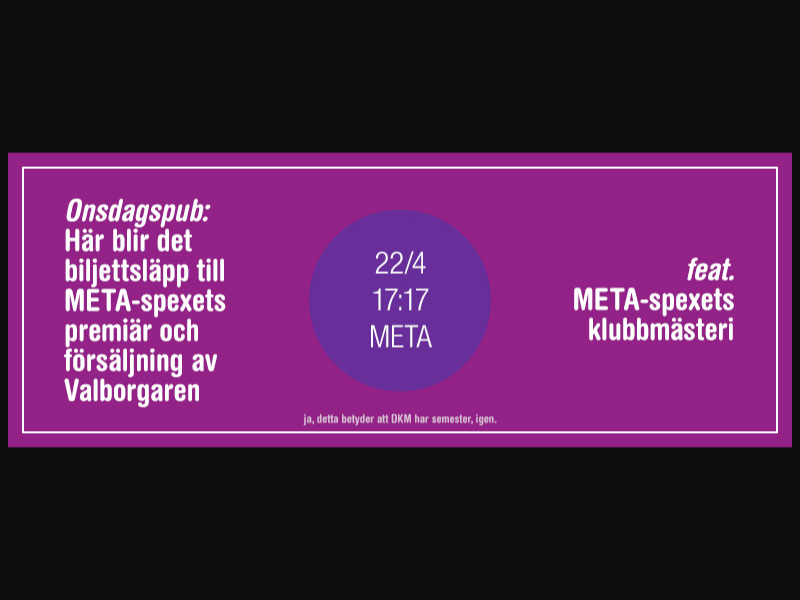 Onsdagspub:
Här blir det
biljettsläpp till
META-spexets
premiär och
försäljning av
Valborgaren
22/4
17:17
META
feat.
META-spexets
klubbmästeri
ja, detta betyder att DKM har semester, igen.